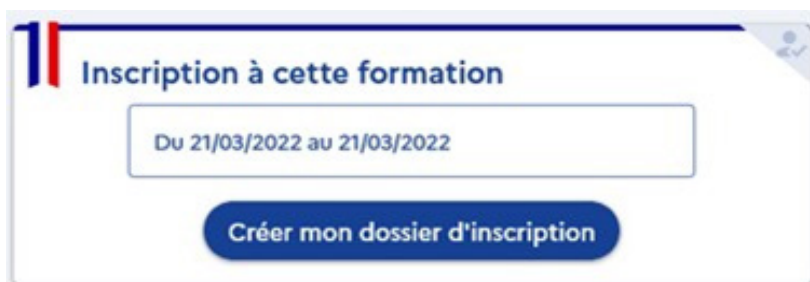 Inscription à cette formation
Du 21/03/2022 au 21/03/2022
Créer mon dossier d'inscription